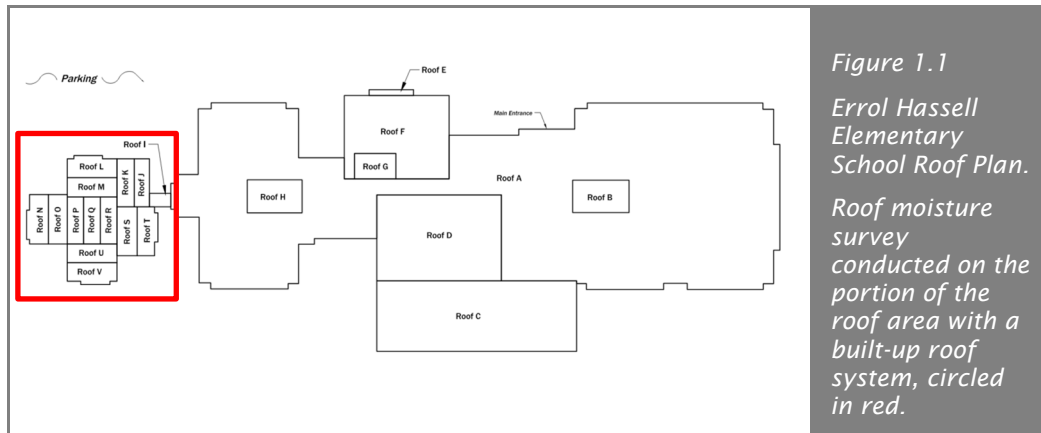 Parking
Roof E
Main Entrance
Roof F
Roof I
Roof G
Roof L
Roof K
Roof J
Roof M
Roof A
Roof H
Roof B
Roof N
Roof O
Roof P
Roof Q
Roof R
Roof S
Roof T
Roof D
Roof U
Roof V
Roof C
Figure 1.1
Errol Hassell
Elementary
School Roof Plan.
Roof moisture
survey
conducted on the
portion of the
roof area with a
built-up roof
system, circled
in red.